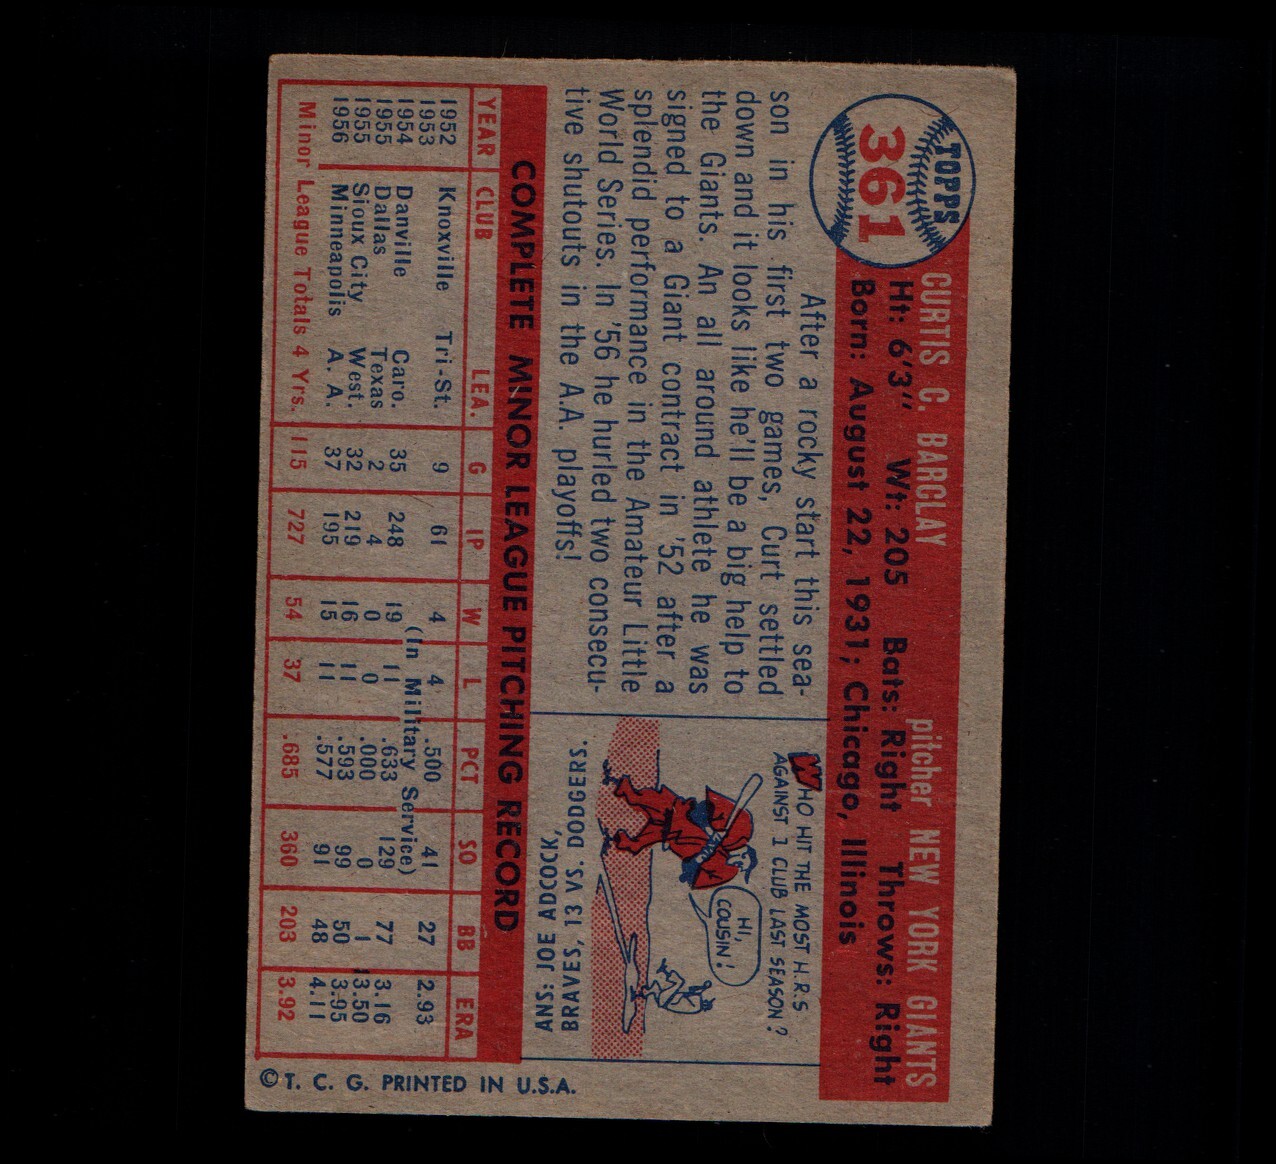 TOPPS
361
CURTIS C. BARCLAY pitcher NEW YORK GIANTS
Ht: 6'3" Wt: 205 Bats: Right Throws: Right
Born: August 22, 1931; Chicago, Illinois
After a rocky start this sea-
son in his first two games, Curt settled
down and it looks like he'll be a big help to
the Giants. An all around athlete he was
signed to a Giant contract in '52 after a
splendid performance in the Amateur Little
World Series. In '56 he hurled two consecu-
tive shutouts in the A.A playoffs!
WHO HIT THE MOST H.R.S
AGAINST 1 CLUB LAST SEASON?
HI,
COUSIN!
ANS: JOE ADCOCK,
BRAVES, 13 VS. DODGERS.
COMPLETE MINOR LEAGUE PITCHING RECORD
YEAR CLUB LEA. G IP W L PCT SO BB ERA
1952 Knoxville Tri-St. 9 61 4 4 .500 41 27 2.93
1953 (In Military Service)
1954 Danville Caro. 35 248 19 11 .633 129 77 3.16
1955 Dallas Texas 2 4 0 0 .000 0 1 13.50
1955 Sioux City West. 32 219 16 11 .593 99 50 3.95
1956 Minneapolis A. A. 37 195 15 11 .577 91 48 4.11
Minor League Totals 4 Yrs. 115 727 54 37 .685 360 203 3.92
© T. C. G. PRINTED IN U.S.A.